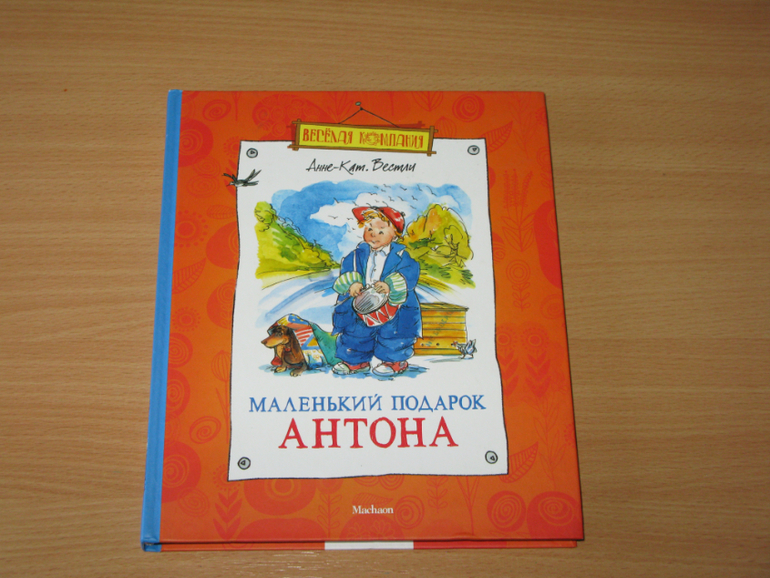 ВЕСЁЛАЯ КОМПАНИЯ
Анне-Кат. Вестли
МАЛЕНЬКИЙ ПОДАРОК
АНТОНА
Machaon